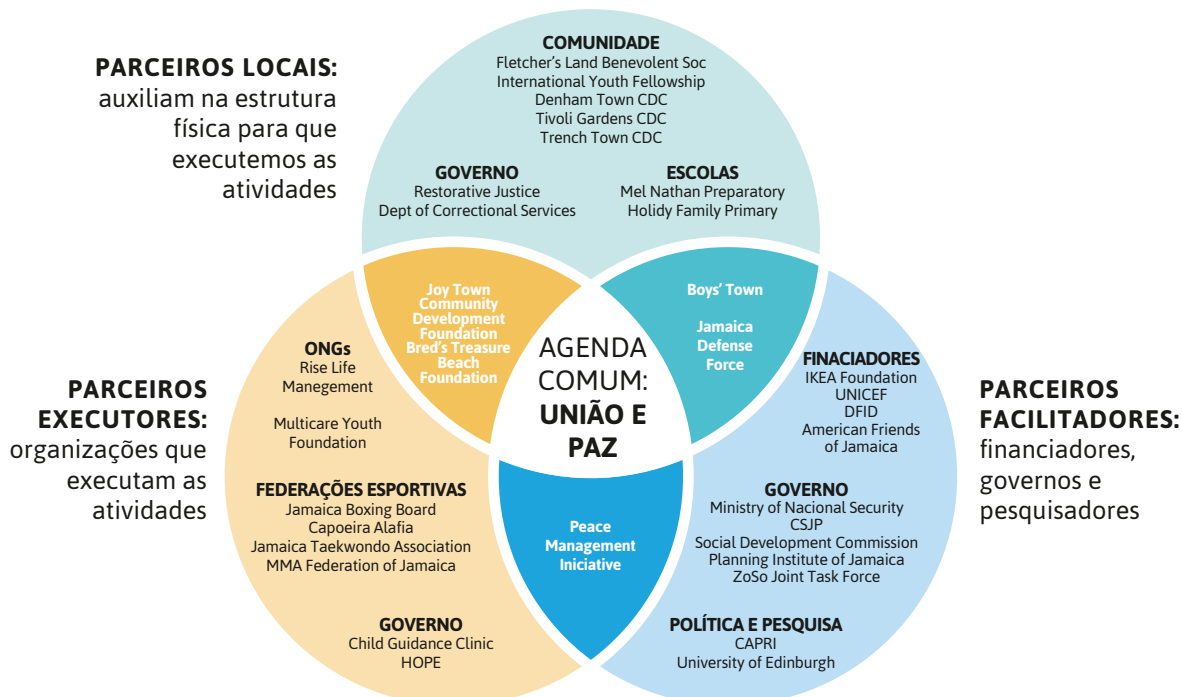 PARCEIROS LOCAIS:
auxiliam na estrutura
física para que
executemos as
atividades
COMUNIDADE
Fletcher's Land Benevolent Soc
International Youth Fellowship
Denham Town CDC
Tivoli Gardens CDC
Trench Town CDC
GOVERNO
Restorative Justice
Dept of Correctional Services
ESCOLAS
Mel Nathan Preparatory
Holidy Family Primary
Joy Town
Community
Development
Foundation
Bred's Treasure
Beach
Foundation
Boys' Town
Jamaica
Defense
Force
AGENDA
COMUM:
UNIÃO E
PAZ
Peace
Management
Iniciative
PARCEIROS
EXECUTORES:
organizações que
executam as
atividades
ONGs
Rise Life
Manegement
Multicare Youth
Foundation
FEDERAÇÕES ESPORTIVAS
Jamaica Boxing Board
Capoeira Alafia
Jamaica Taekwondo Association
MMA Federation of Jamaica
GOVERNO
Child Guidance Clinic
HOPE
FINACIADORES
IKEA Foundation
UNICEF
DFID
American Friends
of Jamaica
GOVERNO
Ministry of Nacional Security
CSJP
Social Development Commission
Planning Institute of Jamaica
ZoSo Joint Task Force
POLÍTICA E PESQUISA
CAPRI
University of Edinburgh
PARCEIROS
FACILITADORES:
financiadores,
governos e
pesquisadores